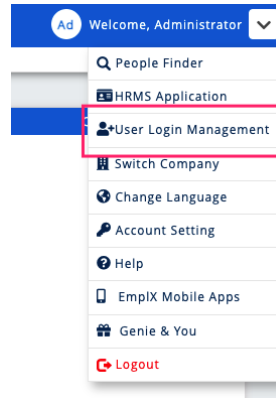 Ad Welcome, Administrator
People Finder
HRMS Application
User Login Management
Switch Company
Change Language
Account Setting
Help
EmplX Mobile Apps
Genie & You
Logout